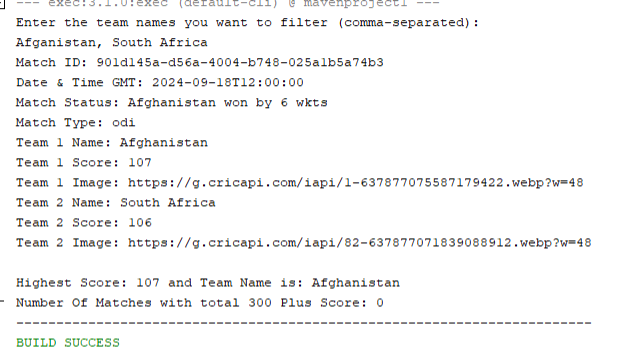 --- exec:3.1.0:exec (default-cli) @ mavenproject1 ---
Enter the team names you want to filter (comma-separated):
Afganistan, South Africa
Match ID: 901d145a-d56a-4004-b748-025a1b5a74b3
Date & Time GMT: 2024-09-18T12:00:00
Match Status: Afghanistan won by 6 wkts
Match Type: odi
Team 1 Name: Afghanistan
Team 1 Score: 107
Team 1 Image: https://g.cricapi.com/iapi/1-637877075587179422.webp?w=48
Team 2 Name: South Africa
Team 2 Score: 106
Team 2 Image: https://g.cricapi.com/iapi/82-637877071839088912.webp?w=48
Highest Score: 107 and Team Name is: Afghanistan
Number Of Matches with total 300 Plus Score: 0
------------------------------------------------------------------------
BUILD SUCCESS